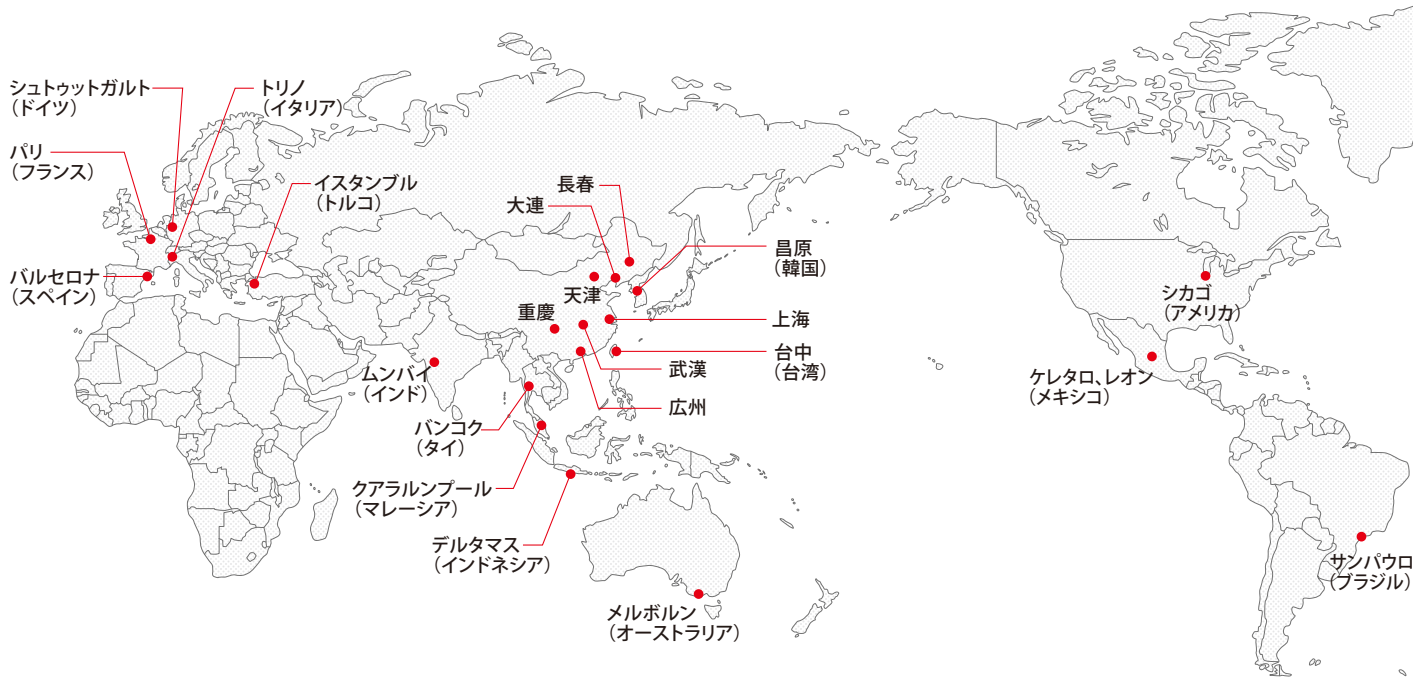 シュトゥットガルト
（ドイツ）
トリノ
（イタリア）
パリ
（フランス）
イスタンブル
（トルコ）
バルセロナ
（スペイン）
長春
大連
昌原
（韓国）
天津
重慶
上海
台中
（台湾）
武漢
広州
ムンバイ
（インド）
バンコク
（タイ）
クアラルンプール
（マレーシア）
デルタマス
（インドネシア）
メルボルン
（オーストラリア）
シカゴ
（アメリカ）
ケレタロ、レオン
（メキシコ）
サンパウロ
（ブラジル）